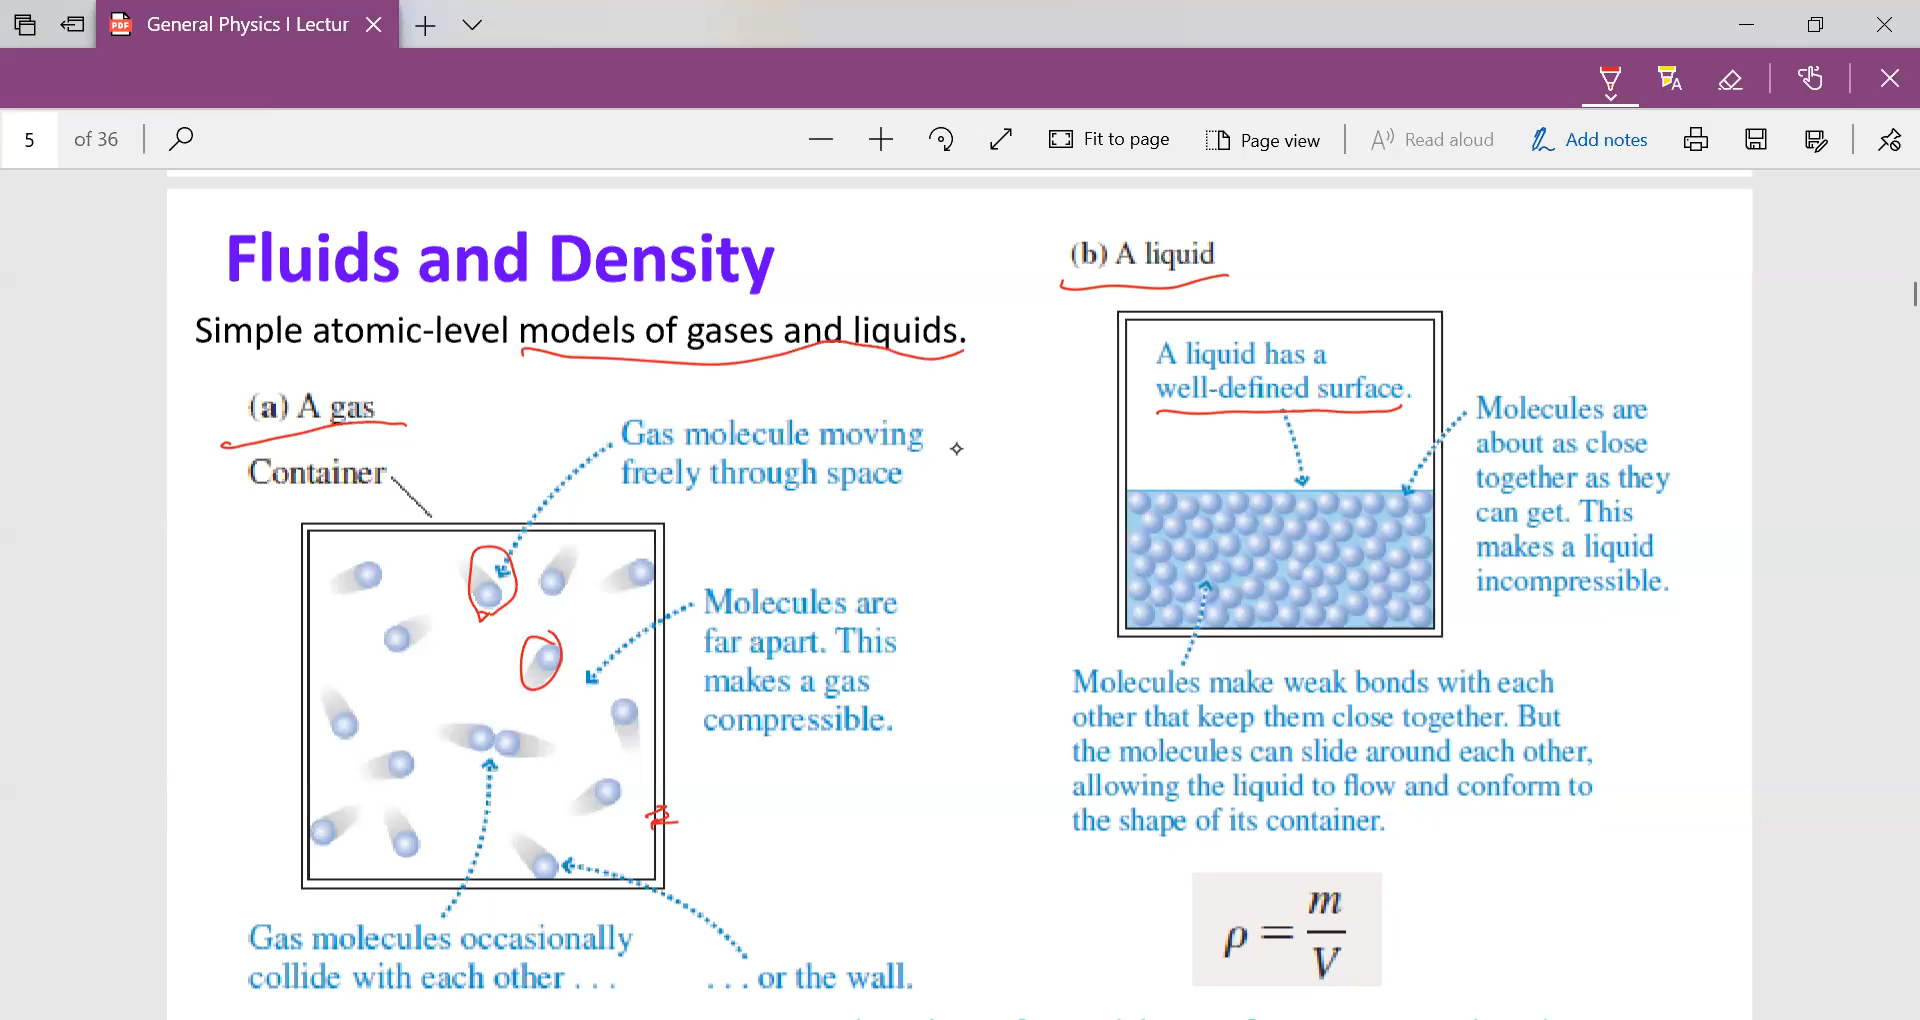 General Physics I Lectur
5 of 36
Fit to page
Page view
Read aloud
Add notes
Fluids and Density
Simple atomic-level models of gases and liquids.
(a) A gas
Container
Gas molecule moving
freely through space
Molecules are
far apart. This
makes a gas
compressible.
Gas molecules occasionally
collide with each other . . .
. . . or the wall.
(b) A liquid
A liquid has a
well-defined surface.
Molecules are
about as close
together as they
can get. This
makes a liquid
incompressible.
Molecules make weak bonds with each
other that keep them close together. But
the molecules can slide around each other,
allowing the liquid to flow and conform to
the shape of its container.
ρ = m/V